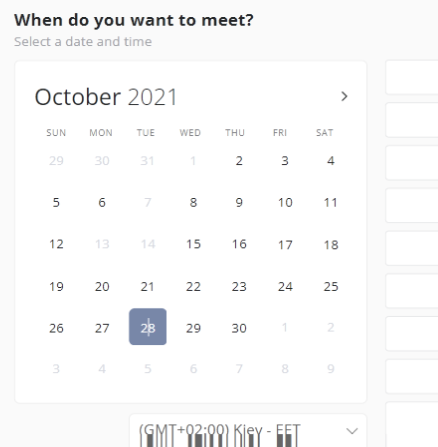 When do you want to meet?
Select a date and time
October 2021 >
SUN MON TUE WED THU FRI SAT
29 30 31 1 2 3 4
5 6 7 8 9 10 11
12 13 14 15 16 17 18
19 20 21 22 23 24 25
26 27 28 29 30 1 2
3 4 5 6 7 8 9
(GMT+02:00) Kiev - EET